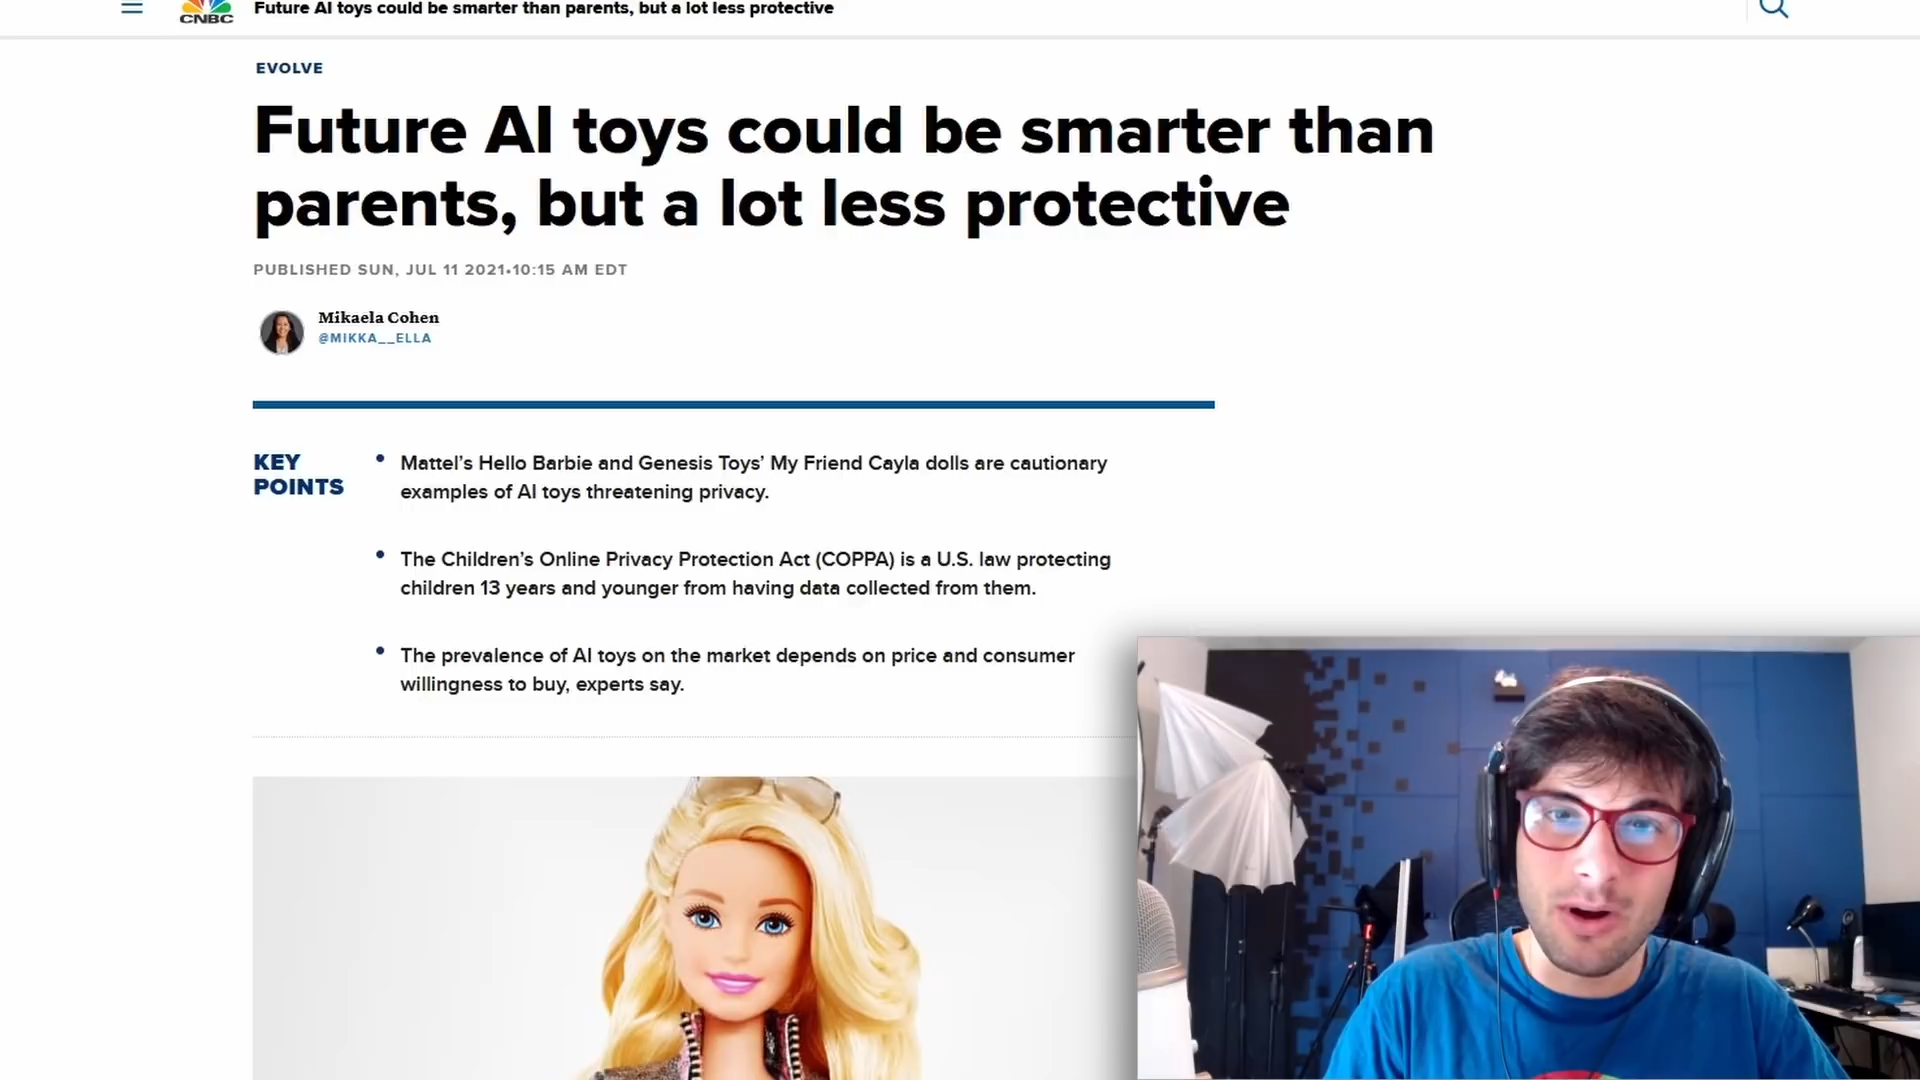 CNBC
Future AI toys could be smarter than parents, but a lot less protective
EVOLVE
Future AI toys could be smarter than
parents, but a lot less protective
PUBLISHED SUN, JUL 11 2021•10:15 AM EDT
Mikaela Cohen
@MIKKA__ELLA
KEY
POINTS
• Mattel’s Hello Barbie and Genesis Toys’ My Friend Cayla dolls are cautionary
examples of AI toys threatening privacy.
• The Children’s Online Privacy Protection Act (COPPA) is a U.S. law protecting
children 13 years and younger from having data collected from them.
• The prevalence of AI toys on the market depends on price and consumer
willingness to buy, experts say.